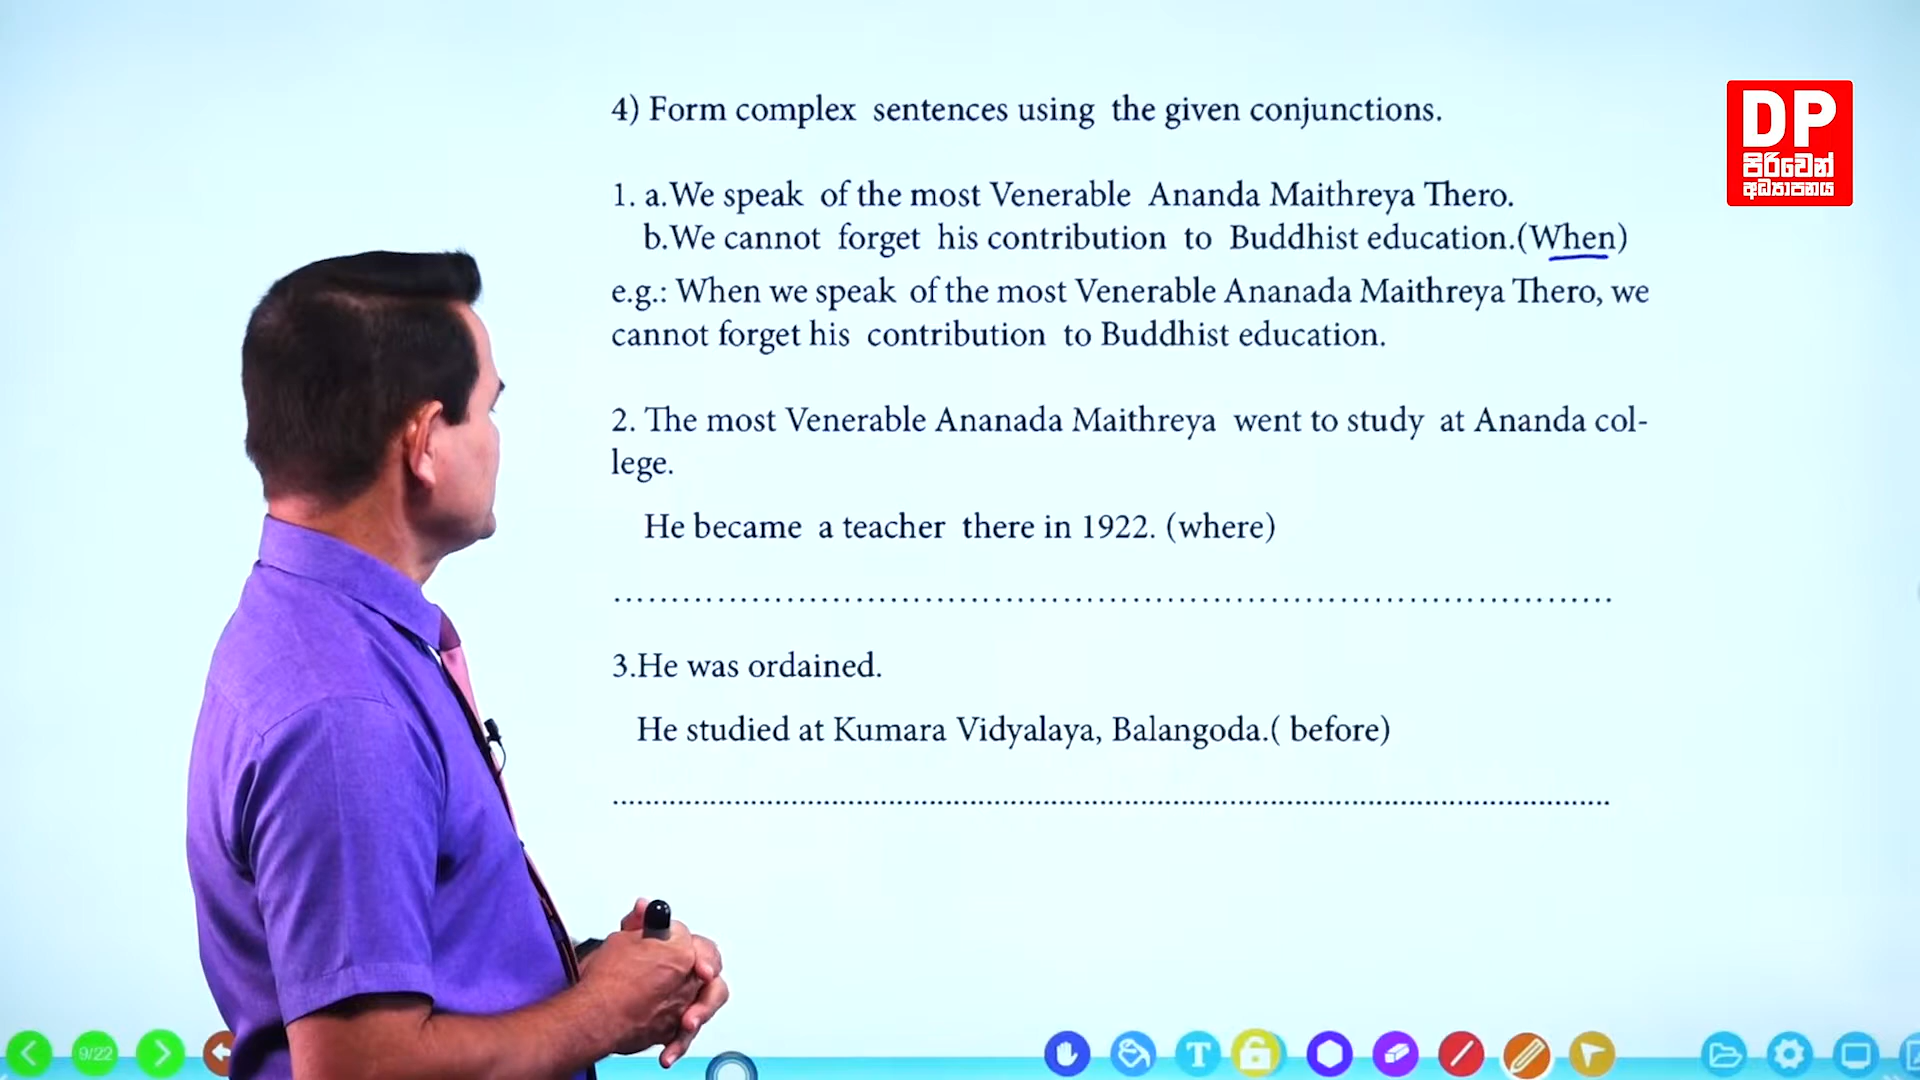 4) Form complex sentences using the given conjunctions.
DP
පිරිවෙන්
අධ්‍යාපනය
1. a.We speak of the most Venerable Ananda Maithreya Thero.
b.We cannot forget his contribution to Buddhist education.(When)
e.g.: When we speak of the most Venerable Ananada Maithreya Thero, we
cannot forget his contribution to Buddhist education.
2. The most Venerable Ananada Maithreya went to study at Ananda col-
lege.
He became a teacher there in 1922. (where)
3.He was ordained.
He studied at Kumara Vidyalaya, Balangoda.( before)
9/22
T